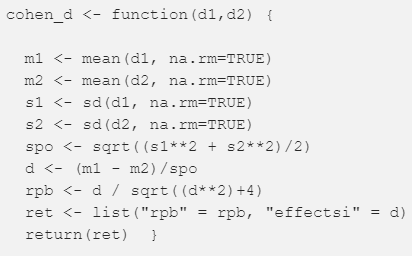 cohen_d <- function(d1,d2) {
m1 <- mean(d1, na.rm=TRUE)
m2 <- mean(d2, na.rm=TRUE)
s1 <- sd(d1, na.rm=TRUE)
s2 <- sd(d2, na.rm=TRUE)
spo <- sqrt((s1**2 + s2**2)/2)
d <- (m1 - m2)/spo
rpb <- d / sqrt((d**2)+4)
ret <- list("rpb" = rpb, "effectsi" = d)
return(ret)  }